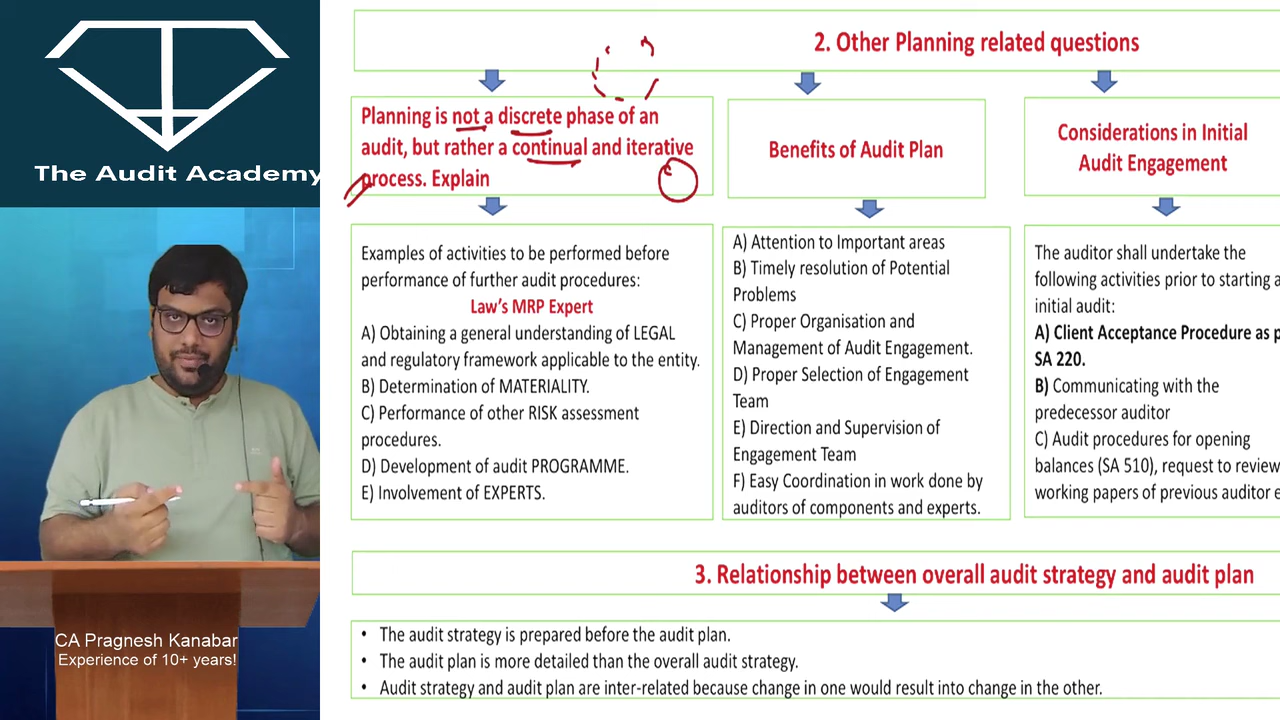 The Audit Academy
CA Pragnesh Kanabar
Experience of 10+ years!
2. Other Planning related questions
Planning is not a discrete phase of an
audit, but rather a continual and iterative
process. Explain
Examples of activities to be performed before
performance of further audit procedures:
Law's MRP Expert
A) Obtaining a general understanding of LEGAL
and regulatory framework applicable to the entity.
B) Determination of MATERIALITY.
C) Performance of other RISK assessment
procedures.
D) Development of audit PROGRAMME.
E) Involvement of EXPERTS.
Benefits of Audit Plan
A) Attention to Important areas
B) Timely resolution of Potential
Problems
C) Proper Organisation and
Management of Audit Engagement.
D) Proper Selection of Engagement
Team
E) Direction and Supervision of
Engagement Team
F) Easy Coordination in work done by
auditors of components and experts.
Considerations in Initial
Audit Engagement
The auditor shall undertake the
following activities prior to starting a
initial audit:
A) Client Acceptance Procedure as p
SA 220.
B) Communicating with the
predecessor auditor
C) Audit procedures for opening
balances (SA 510), request to review
working papers of previous auditor e
3. Relationship between overall audit strategy and audit plan
• The audit strategy is prepared before the audit plan.
• The audit plan is more detailed than the overall audit strategy.
• Audit strategy and audit plan are inter-related because change in one would result into change in the other.